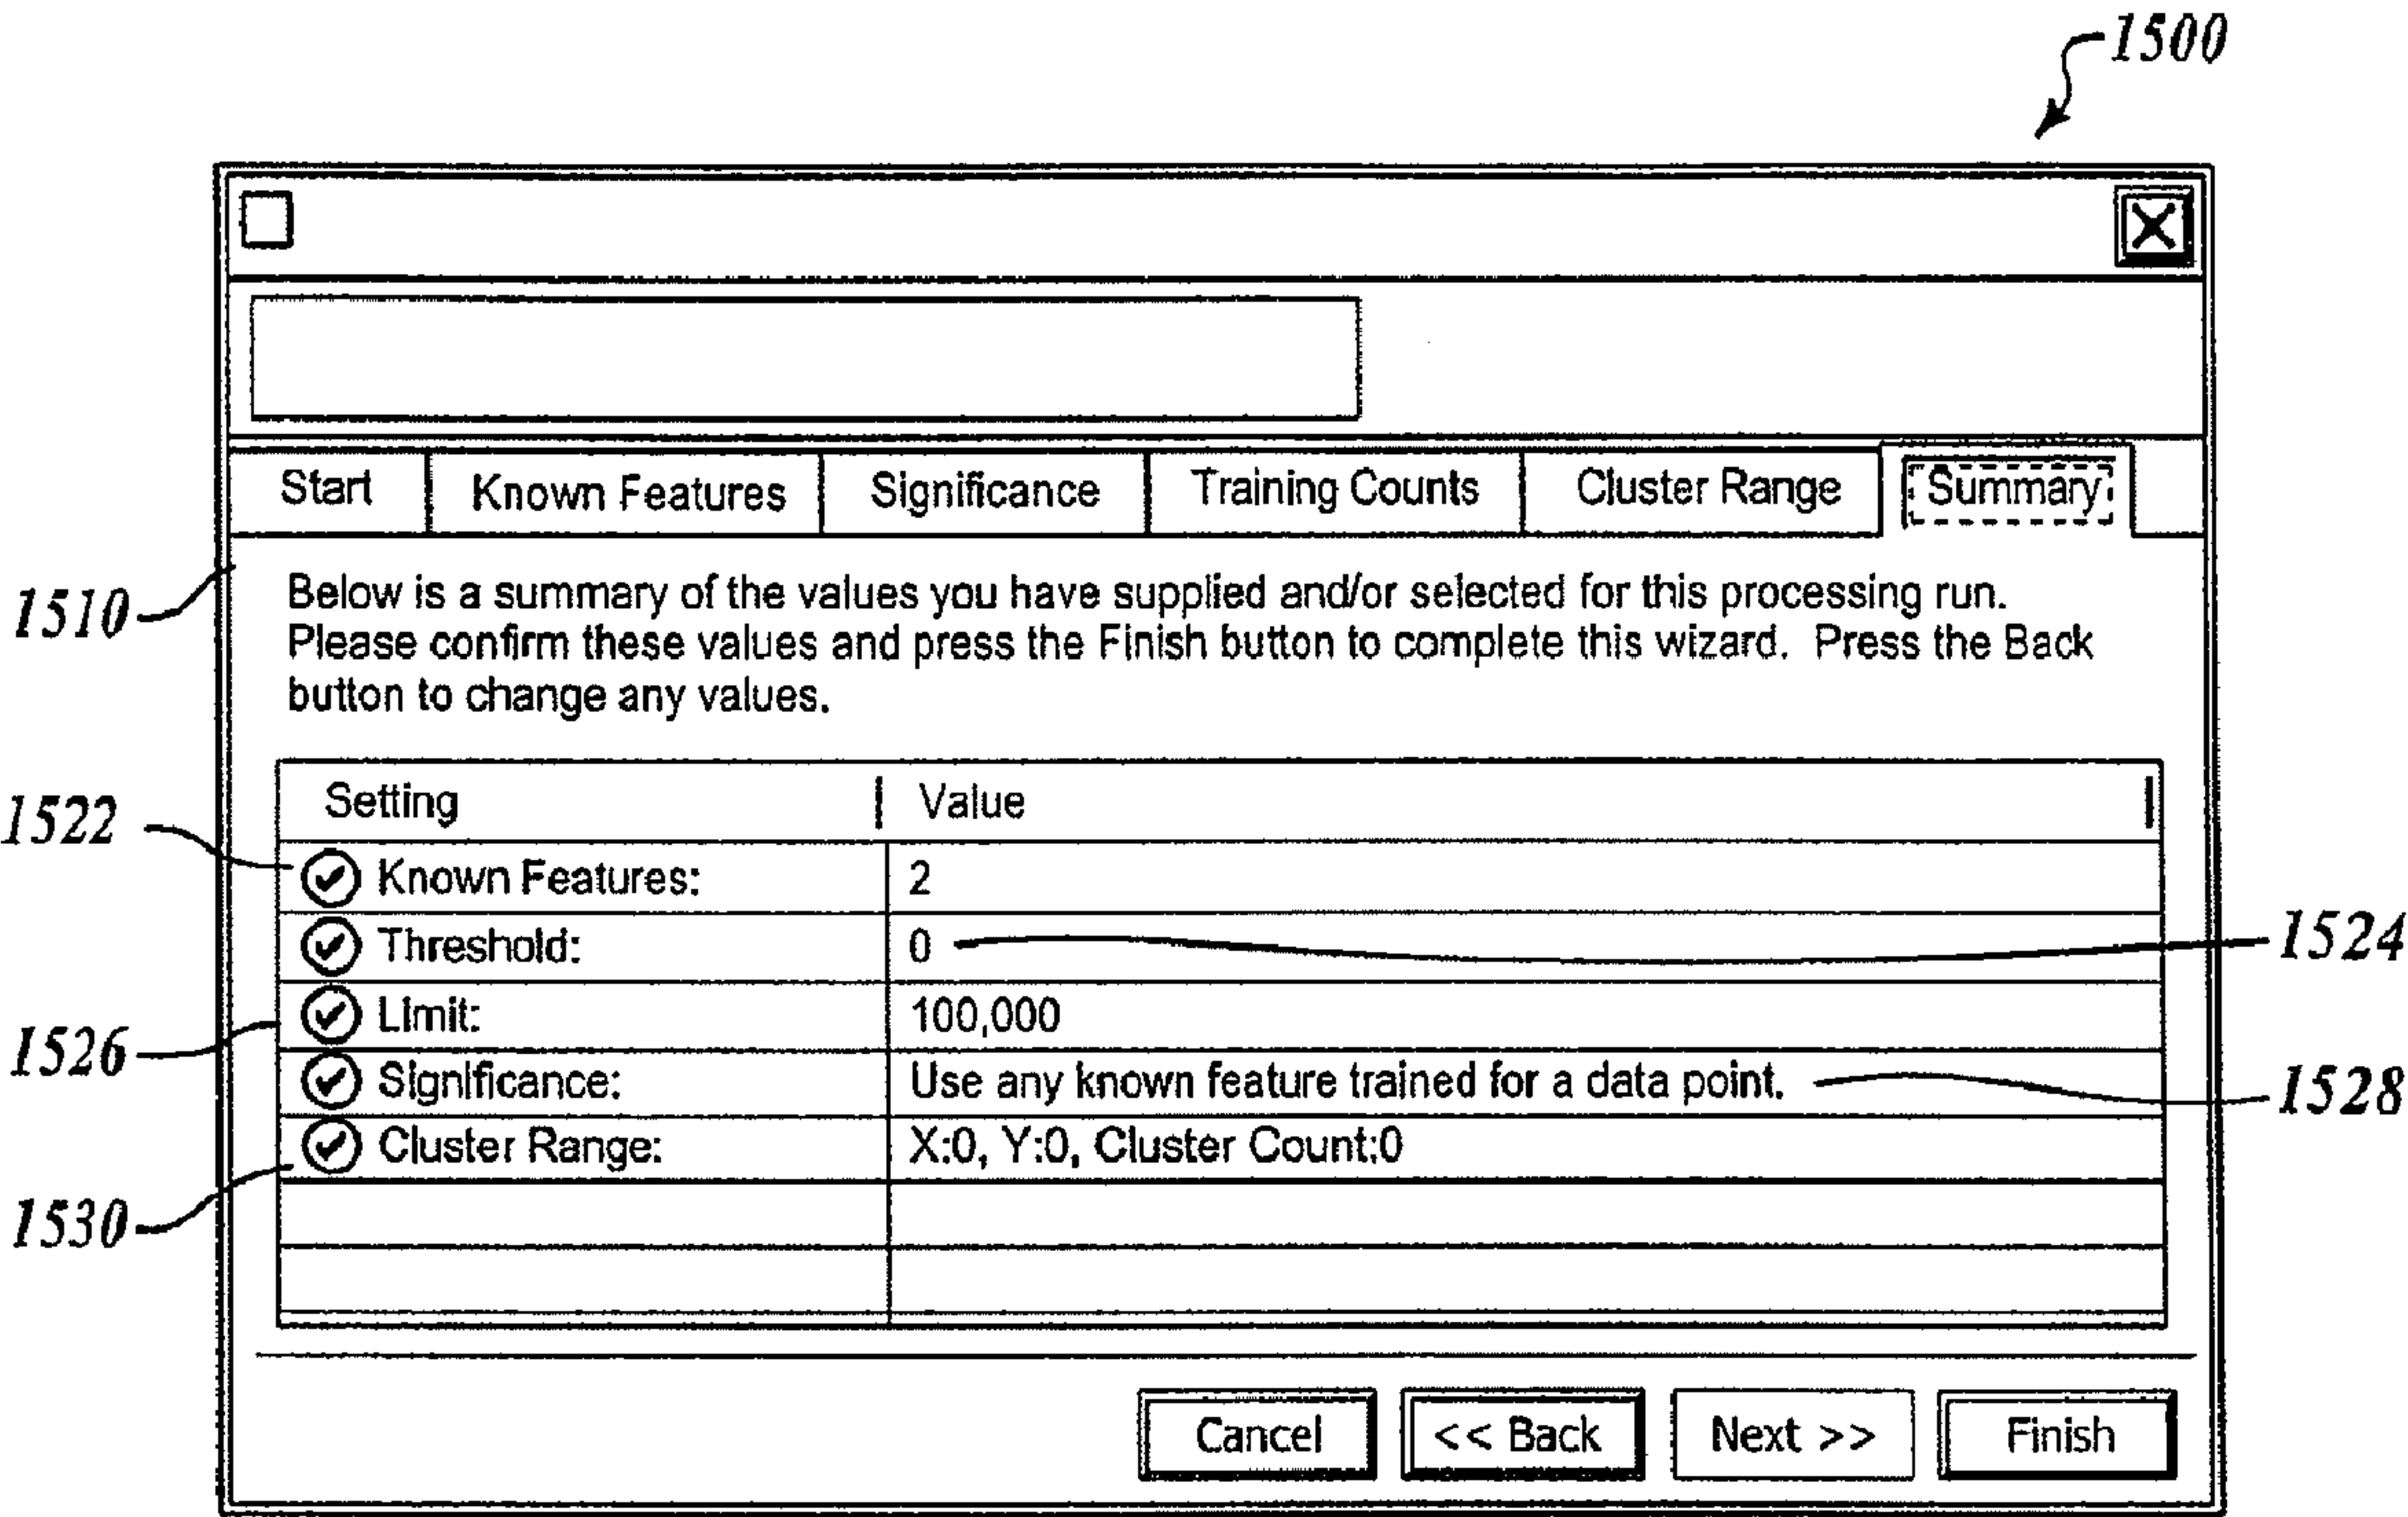 1500
Start Known Features Significance Training Counts Cluster Range Summary
1510
Below is a summary of the values you have supplied and/or selected for this processing run.
Please confirm these values and press the Finish button to complete this wizard. Press the Back
button to change any values.
Setting Value
1522
Known Features: 2
Threshold: 0
1524
Limit: 100,000
1526
Significance: Use any known feature trained for a data point.
1528
Cluster Range: X:0, Y:0, Cluster Count:0
1530
Cancel << Back Next >> Finish